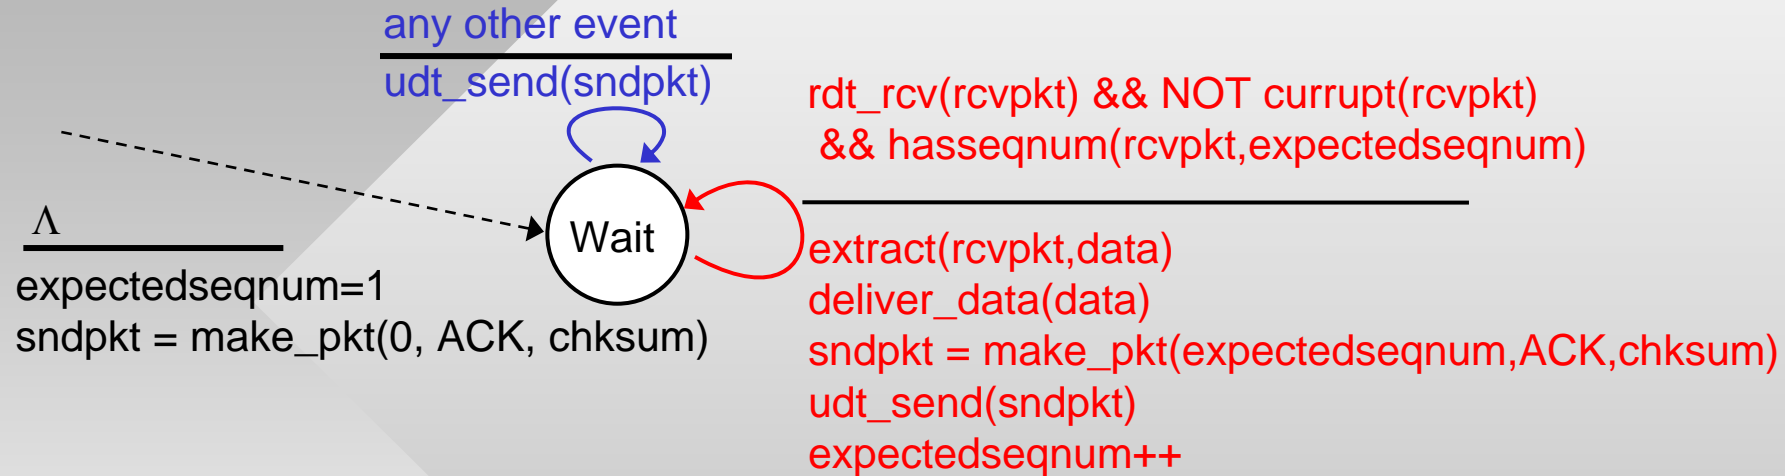 any other event
udt_send(sndpkt)
rdt_rcv(rcvpkt) && NOT currupt(rcvpkt)
&& hasseqnum(rcvpkt,expectedseqnum)
Λ
expectedseqnum=1
sndpkt = make_pkt(0, ACK, chksum)
Wait
extract(rcvpkt,data)
deliver_data(data)
sndpkt = make_pkt(expectedseqnum,ACK,chksum)
udt_send(sndpkt)
expectedseqnum++